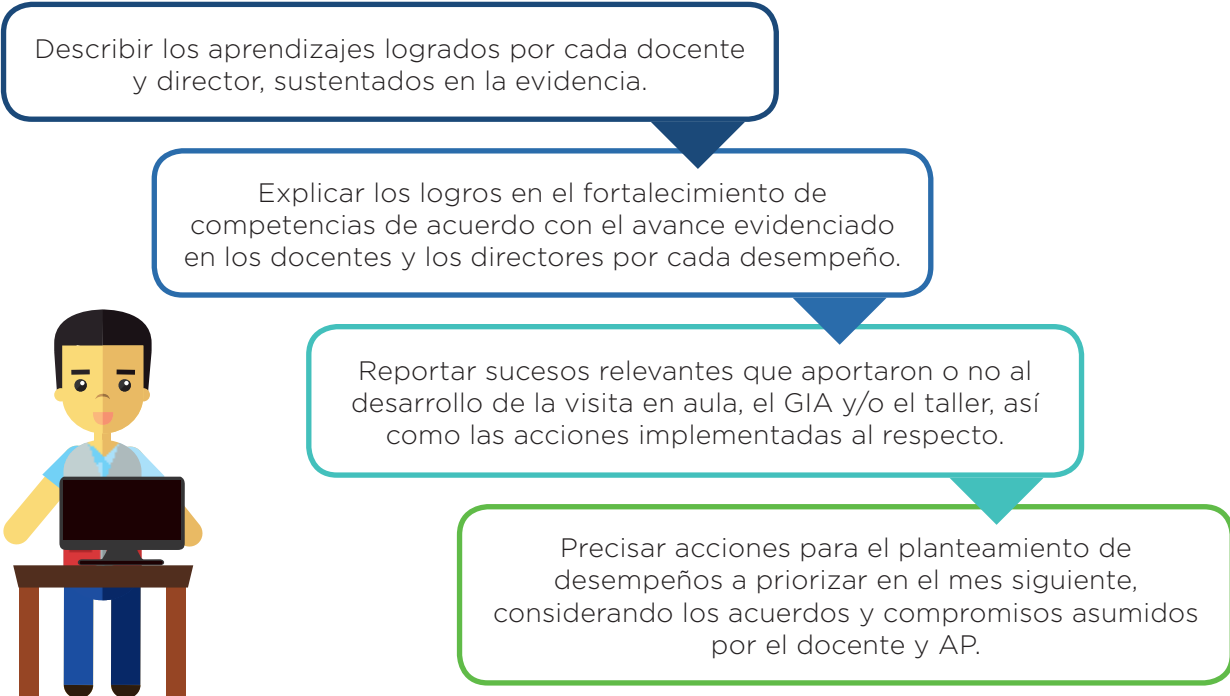 Describir los aprendizajes logrados por cada docente
y director, sustentados en la evidencia.
Explicar los logros en el fortalecimiento de
competencias de acuerdo con el avance evidenciado
en los docentes y los directores por cada desempeño.
Reportar sucesos relevantes que aportaron o no al
desarrollo de la visita en aula, el GIA y/o el taller, así
como las acciones implementadas al respecto.
Precisar acciones para el planteamiento de
desempeños a priorizar en el mes siguiente,
considerando los acuerdos y compromisos asumidos
por el docente y AP.